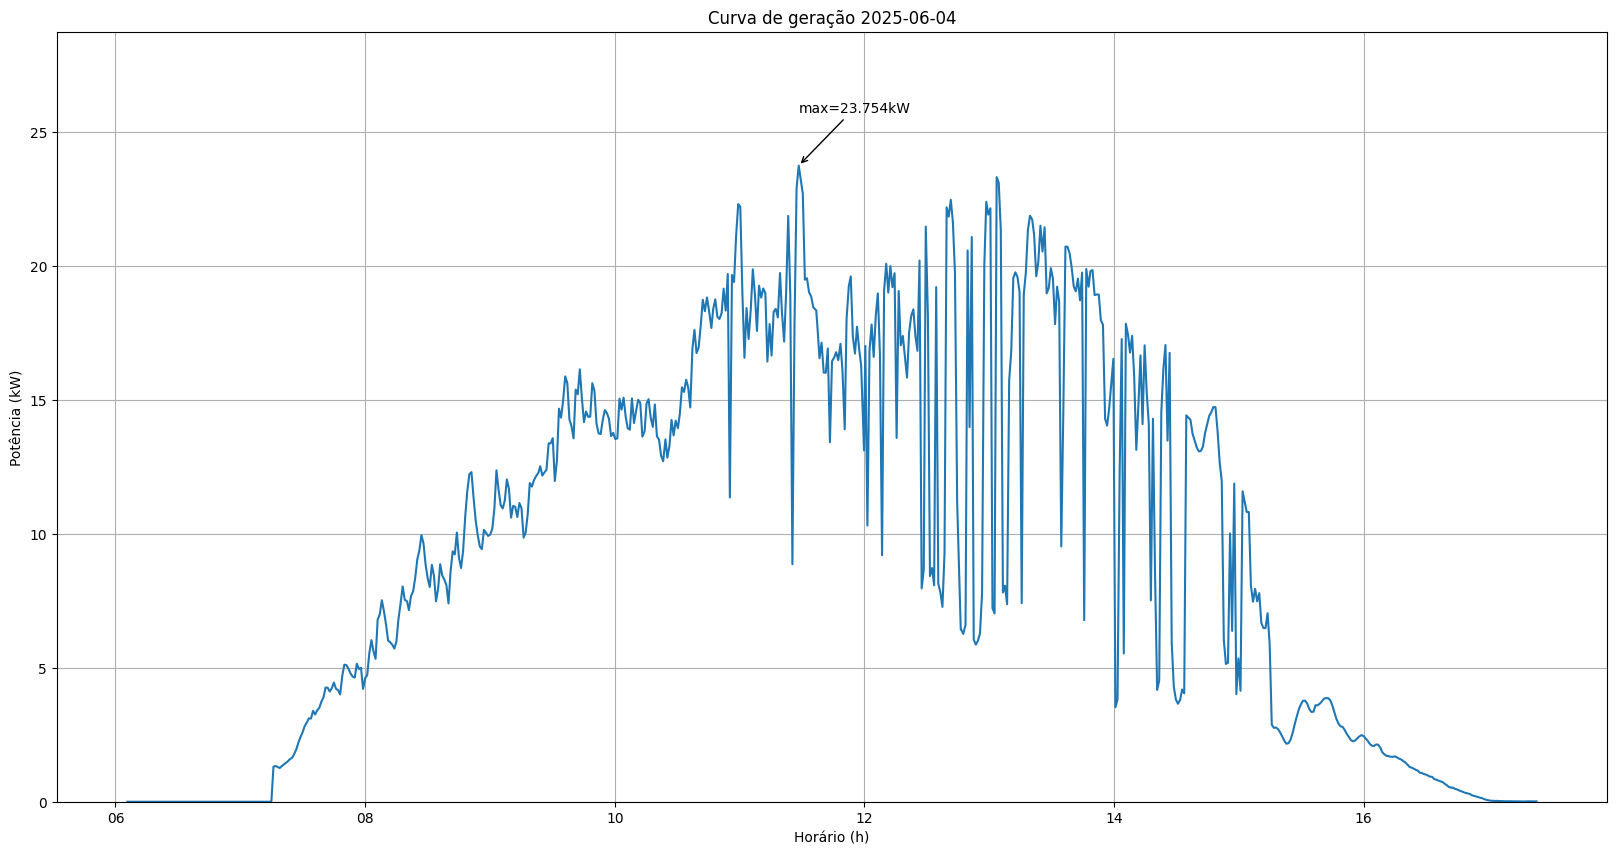 Curva de geração 2025-06-04
max=23.754kW
25
20
15
10
5
0
Potência (kW)
06 08 10 12 14 16
Horário (h)